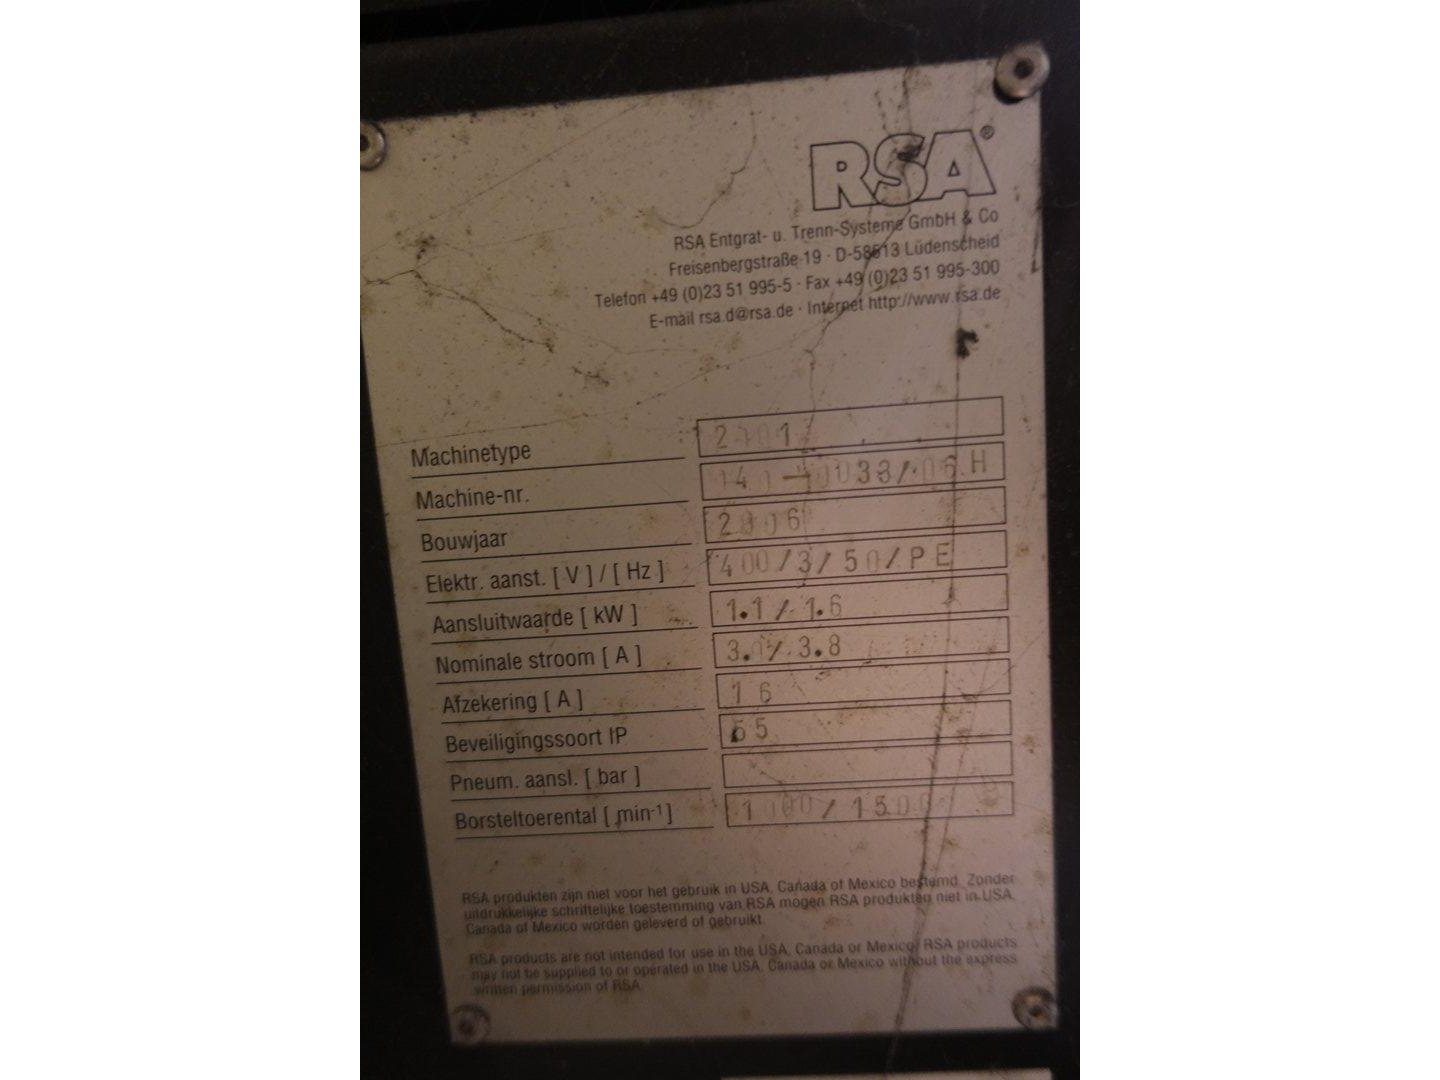 RSA®
RSA Entgrat- u. Trenn-Systeme GmbH & Co
Freisenbergstraße 19 · D-58513 Lüdenscheid
Telefon +49 (0)23 51 995-5 · Fax +49 (0)23 51 995-300
E-mail rsa.d@rsa.de · Internet http://www.rsa.de
Machinetype
Machine-nr.
Bouwjaar 2006
Elektr. aanst. [ V ] / [ Hz ] 400/3/50/PE
Aansluitwaarde [ kW ] 1.1/1.6
Nominale stroom [ A ] 3.8
Afzekering [ A ] 16
Beveiligingssoort IP
Pneum. aansl. [ bar ]
Borsteltoerental [ min-1 ] 1000/1500
RSA produkten zijn niet voor het gebruik in USA, Canada of Mexico bestemd. Zonder
uitdrukkelijke schriftelijke toestemming van RSA mogen RSA produkten niet in USA,
Canada of Mexico worden geleverd of gebruikt.
RSA products are not intended for use in the USA, Canada or Mexico. RSA products
may not be supplied to or operated in the USA, Canada or Mexico without the express
written permission of RSA.